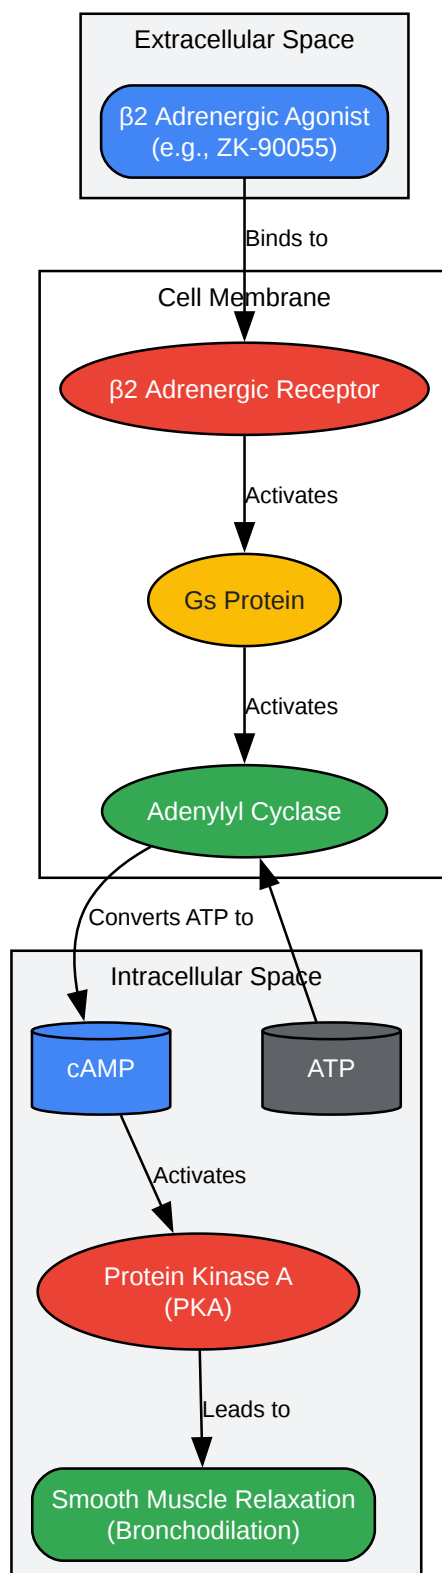 Extracellular Space
β2 Adrenergic Agonist
(e.g., ZK-90055)
Binds to
Cell Membrane
β2 Adrenergic Receptor
Activates
Gs Protein
Activates
Adenylyl Cyclase
Converts ATP to
Intracellular Space
cAMP
ATP
Activates
Protein Kinase A
(PKA)
Leads to
Smooth Muscle Relaxation
(Bronchodilation)